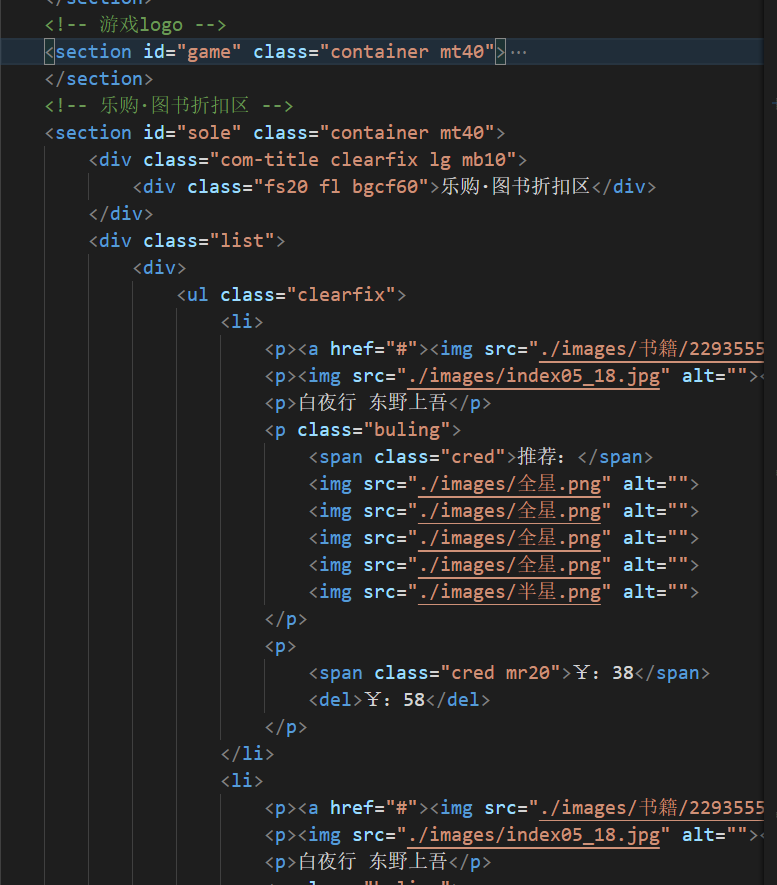 </section>
<!-- 游戏logo -->
<section id="game" class="container mt40">…
</section>
<!-- 乐购·图书折扣区 -->
<section id="sole" class="container mt40">
<div class="com-title clearfix lg mb10">
<div class="fs20 fl bgcf60">乐购·图书折扣区</div>
</div>
<div class="list">
<div>
<ul class="clearfix">
<li>
<p><a href="#"><img src="./images/书籍/2293555
<p><img src="./images/index05_18.jpg" alt=""><
<p>白夜行 东野上吾</p>
<p class="buling">
<span class="cred">推荐：</span>
<img src="./images/全星.png" alt="">
<img src="./images/全星.png" alt="">
<img src="./images/全星.png" alt="">
<img src="./images/全星.png" alt="">
<img src="./images/半星.png" alt="">
</p>
<p>
<span class="cred mr20">￥：38</span>
<del>￥：58</del>
</p>
</li>
<li>
<p><a href="#"><img src="./images/书籍/2293555
<p><img src="./images/index05_18.jpg" alt=""><
<p>白夜行 东野上吾</p>